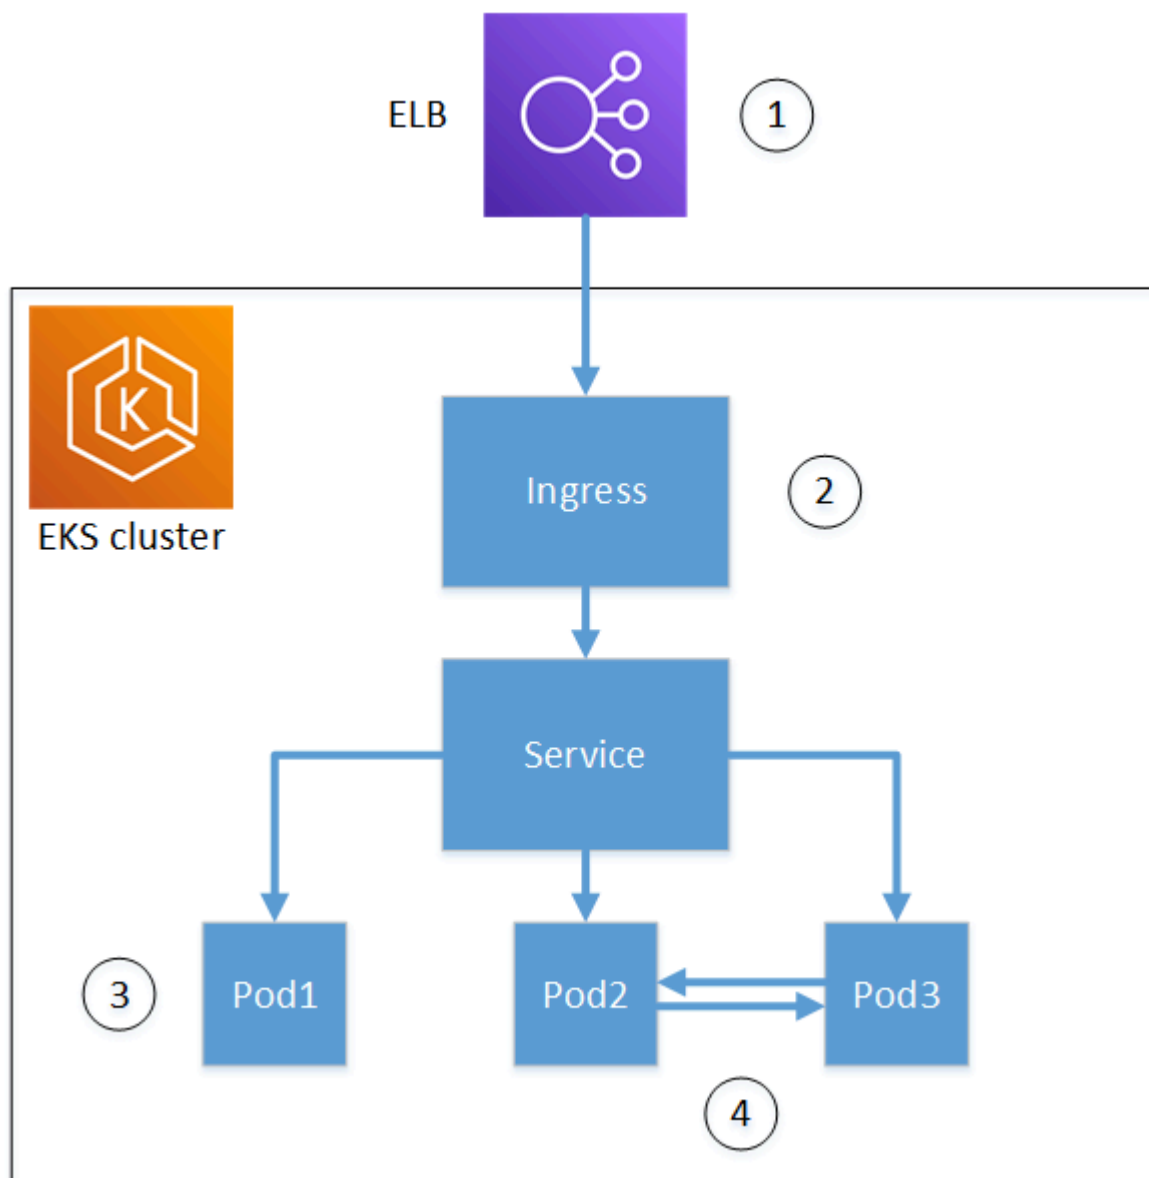 ELB
1
K
EKS cluster
Ingress
2
Service
3
Pod1
Pod2
Pod3
4